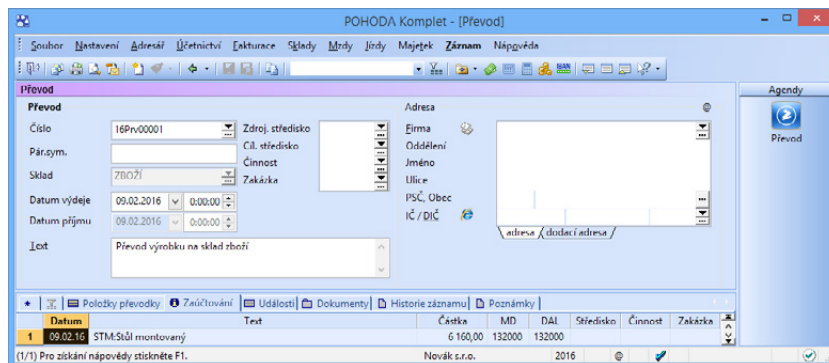 POHODA Komplet - [Převod]
Soubor Nastavení Adresář Účetnictví Fakturace Sklady Mzdy Jízdy Majetek Záznam Nápověda
Převod
Agendy
Převod
Převod
Adresa @
Číslo 16Prv00001 Zdroj. středisko Firma
Cíl. středisko Oddělení
Pár.sym. Činnost Jméno
Sklad ZBOŽÍ Zakázka Ulice
Datum výdeje 09.02.2016 0:00:00 PSČ, Obec
Datum příjmu 09.02.2016 0:00:00 IČ / DIČ
adresa dodací adresa
Text Převod výrobku na sklad zboží
Položky převodky Zaúčtování Události Dokumenty Historie záznamu Poznámky
Datum Text Částka MD DAL Středisko Činnost Zakázka
1 09.02.16 STM:Stůl montovaný 6 160,00 132000 132000
(1/1) Pro získání nápovědy stiskněte F1. Novák s.r.o. 2016 @